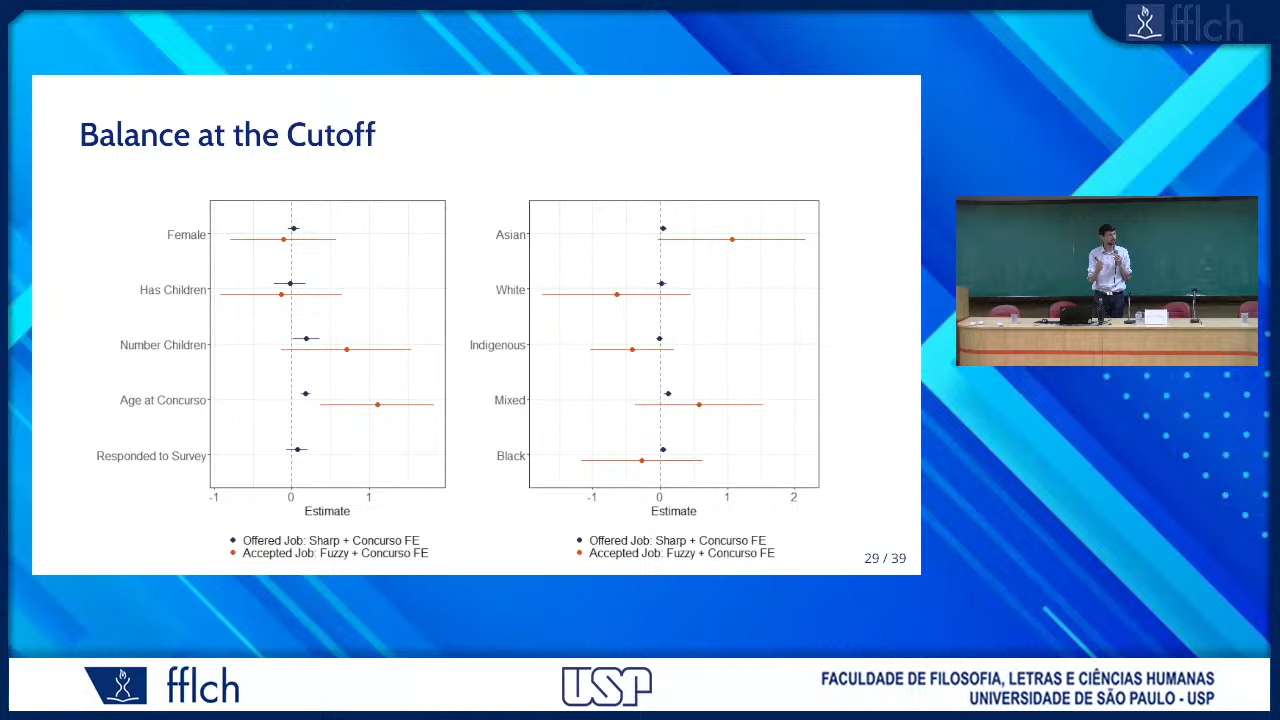 fflch
Balance at the Cutoff
Female
Has Children
Number Children
Age at Concurso
Responded to Survey
-1
0
1
Estimate
Offered Job: Sharp + Concurso FE
Accepted Job: Fuzzy + Concurso FE
Asian
White
Indigenous
Mixed
Black
-1
0
1
2
Estimate
Offered Job: Sharp + Concurso FE
Accepted Job: Fuzzy + Concurso FE
29 / 39
fflch
USP
FACULDADE DE FILOSOFIA, LETRAS E CIÊNCIAS HUMANAS
UNIVERSIDADE DE SÃO PAULO - USP